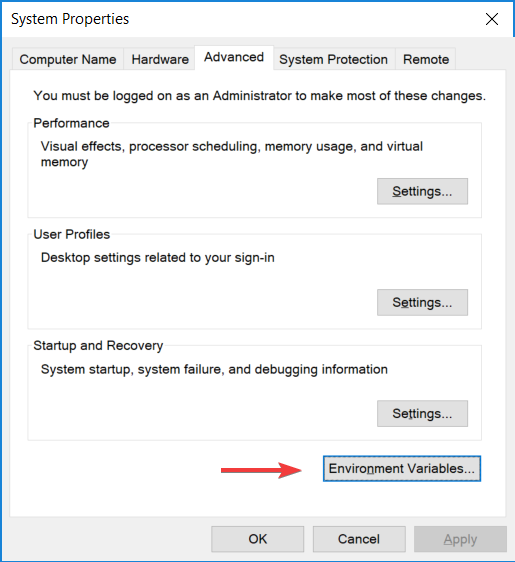 System Properties
Computer Name
Hardware
Advanced
System Protection
Remote
You must be logged on as an Administrator to make most of these changes.
Performance
Visual effects, processor scheduling, memory usage, and virtual
memory
Settings...
User Profiles
Desktop settings related to your sign-in
Settings...
Startup and Recovery
System startup, system failure, and debugging information
Settings...
Environment Variables...
OK
Cancel
Apply